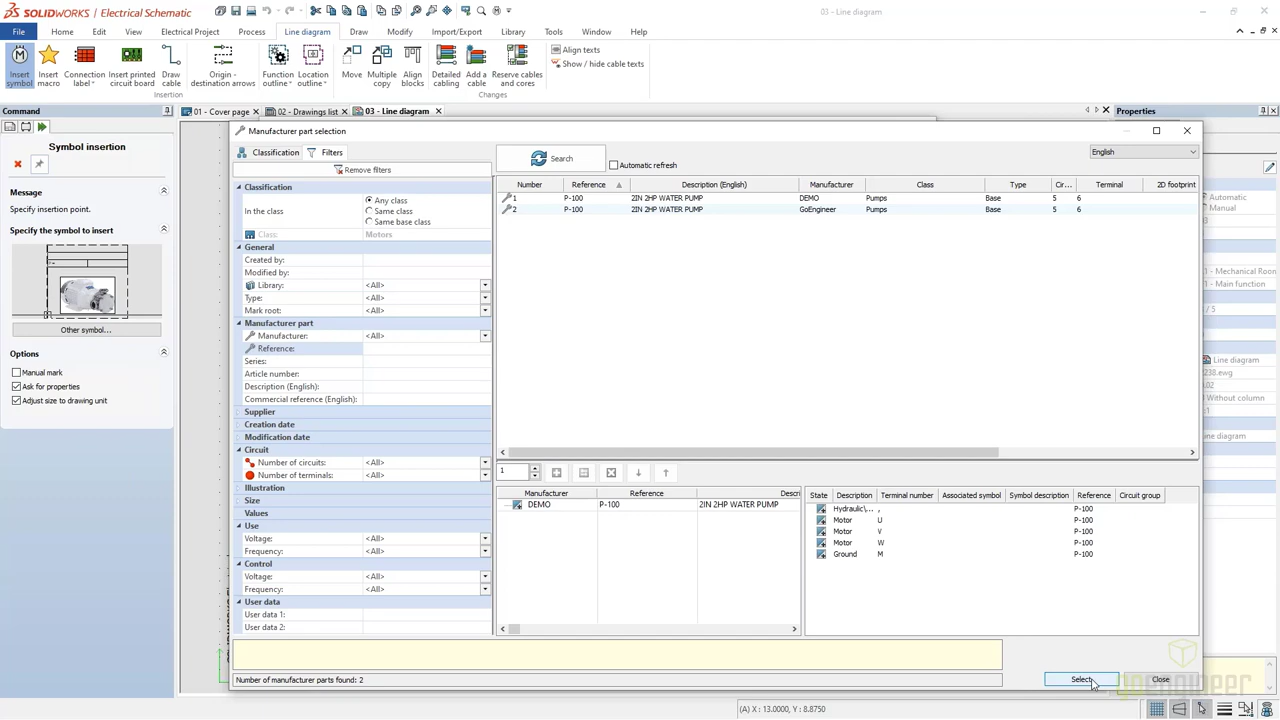 SOLIDWORKS | Electrical Schematic
03 - Line diagram
File Home Edit View Electrical Project Process Line diagram Draw Modify Import/Export Library Tools Window Help
Insert symbol
Insert macro
Connection label
Insert printed circuit board
Draw cable
Origin - destination arrows
Function outline
Location outline
Move
Multiple copy
Align blocks
Detailed cabling
Add a cable
Reserve cables and cores
Align texts
Show / hide cable texts
Insertion
Changes
Command
01 - Cover page
02 - Drawings list
03 - Line diagram
Properties
Symbol insertion
Message
Specify insertion point.
Specify the symbol to insert
Other symbol...
Options
Manual mark
Ask for properties
Adjust size to drawing unit
Manufacturer part selection
Classification Filters
Remove filters
Search
Automatic refresh
English
Classification
In the class
Any class
Same class
Same base class
Class: Motors
General
Created by:
Modified by:
Library: <All>
Type: <All>
Mark root: <All>
Manufacturer part
Manufacturer: <All>
Reference:
Series:
Article number:
Description (English):
Commercial reference (English):
Supplier
Creation date
Modification date
Circuit
Number of circuits: <All>
Number of terminals: <All>
Illustration
Size
Values
Use
Voltage: <All>
Frequency: <All>
Control
Voltage: <All>
Frequency: <All>
User data
User data 1:
User data 2:
Number of manufacturer parts found: 2
Number Reference Description (English) Manufacturer Class Type Cir... Terminal 2D footprint
1 P-100 2IN 2HP WATER PUMP DEMO Pumps Base 5 6
2 P-100 2IN 2HP WATER PUMP GoEngineer Pumps Base 5 6
1
Manufacturer Reference Descri
DEMO P-100 2IN 2HP WATER PUMP
State Description Terminal number Associated symbol Symbol description Reference Circuit group
Hydraulic\... , P-100
Motor U P-100
Motor V P-100
Motor W P-100
Ground M P-100
Select
Close
goengineer
Automatic
Manual
03
1 - Mechanical Room
1 - Main function
/ 5
Line diagram
238.ewg
0.02
Without column
:1
ine diagram
(A) X : 13.0000, Y : 8.8750